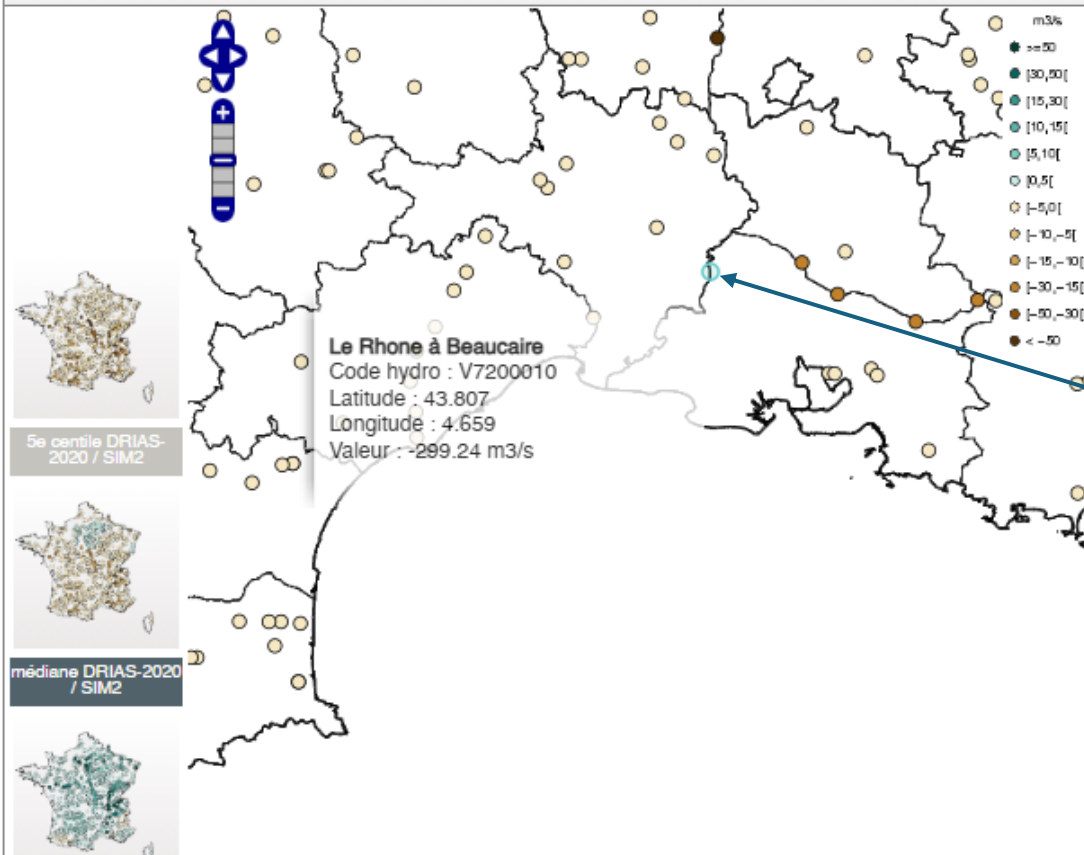 m3/s
>=50
[30,50[
[15,30[
[10,15[
[5,10[
[0,5[
[-5,0[
[-10,-5[
[-15,-10[
[-30,-15[
[-50,-30[
< -50
Le Rhone à Beaucaire
Code hydro : V7200010
Latitude : 43.807
Longitude : 4.659
Valeur : -299.24 m3/s
5e centile DRIAS-
2020 / SIM2
médiane DRIAS-2020
/ SIM2